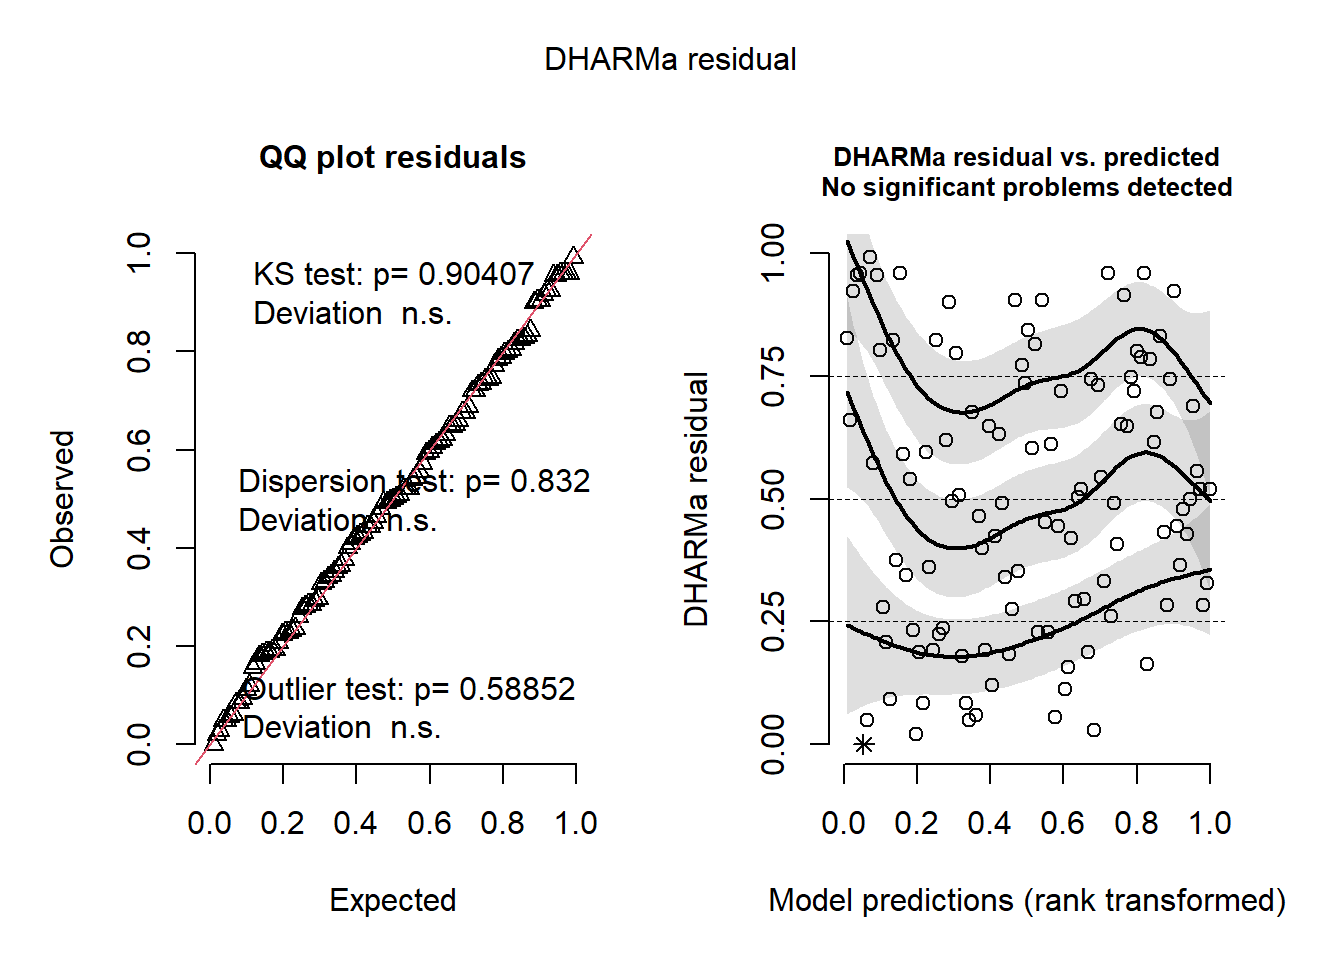 DHARMa residual
QQ plot residuals
KS test: p= 0.90407
Deviation  n.s.
Dispersion test: p= 0.832
Deviation  n.s.
Outlier test: p= 0.58852
Deviation  n.s.
Observed
0.0
0.2
0.4
0.6
0.8
1.0
0.0 0.2 0.4 0.6 0.8 1.0
Expected
DHARMa residual vs. predicted
No significant problems detected
DHARMa residual
0.00
0.25
0.50
0.75
1.00
0.0 0.2 0.4 0.6 0.8 1.0
Model predictions (rank transformed)